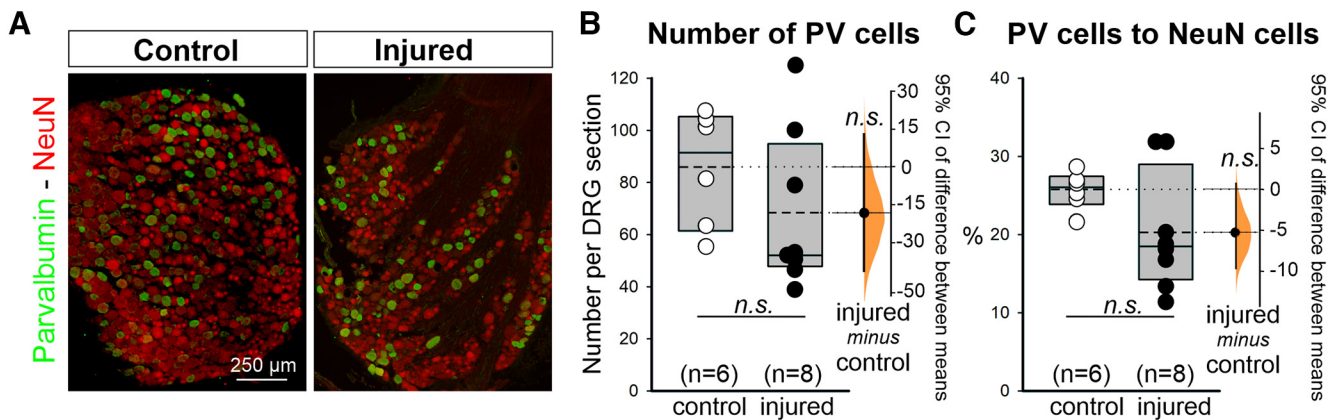 A
Control
Injured
Parvalbumin - NeuN
250 μm
B
Number of PV cells
Number per DRG section
120
100
80
60
40
20
0
n.s.
(n=6)
(n=8)
control
injured
n.s.
30
15
0
-15
-30
-50
injured
minus
control
95% CI of difference between means
C
PV cells to NeuN cells
%
40
30
20
10
0
n.s.
(n=6)
(n=8)
control
injured
n.s.
5
0
-5
-10
injured
minus
control
95% CI of difference between means